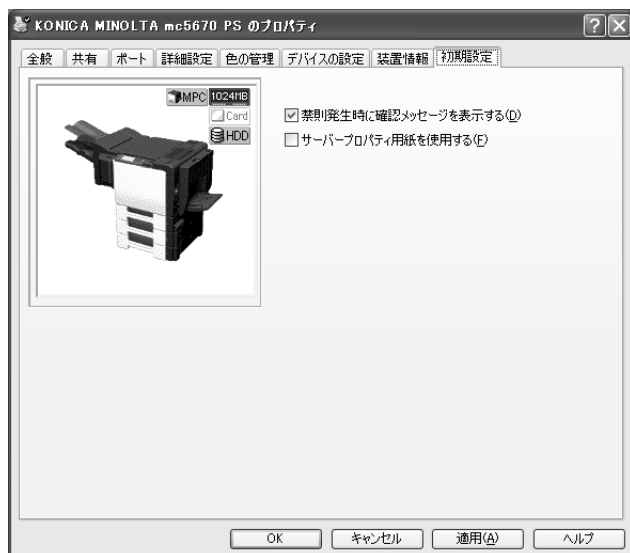 KONICA MINOLTA mc5670 PS のプロパティ
全般 共有 ポート 詳細設定 色の管理 デバイスの設定 装置情報 初期設定
MPC 1024MB
Card
HDD
禁則発生時に確認メッセージを表示する(D)
サーバープロパティ用紙を使用する(F)
OK キャンセル 適用(A) ヘルプ